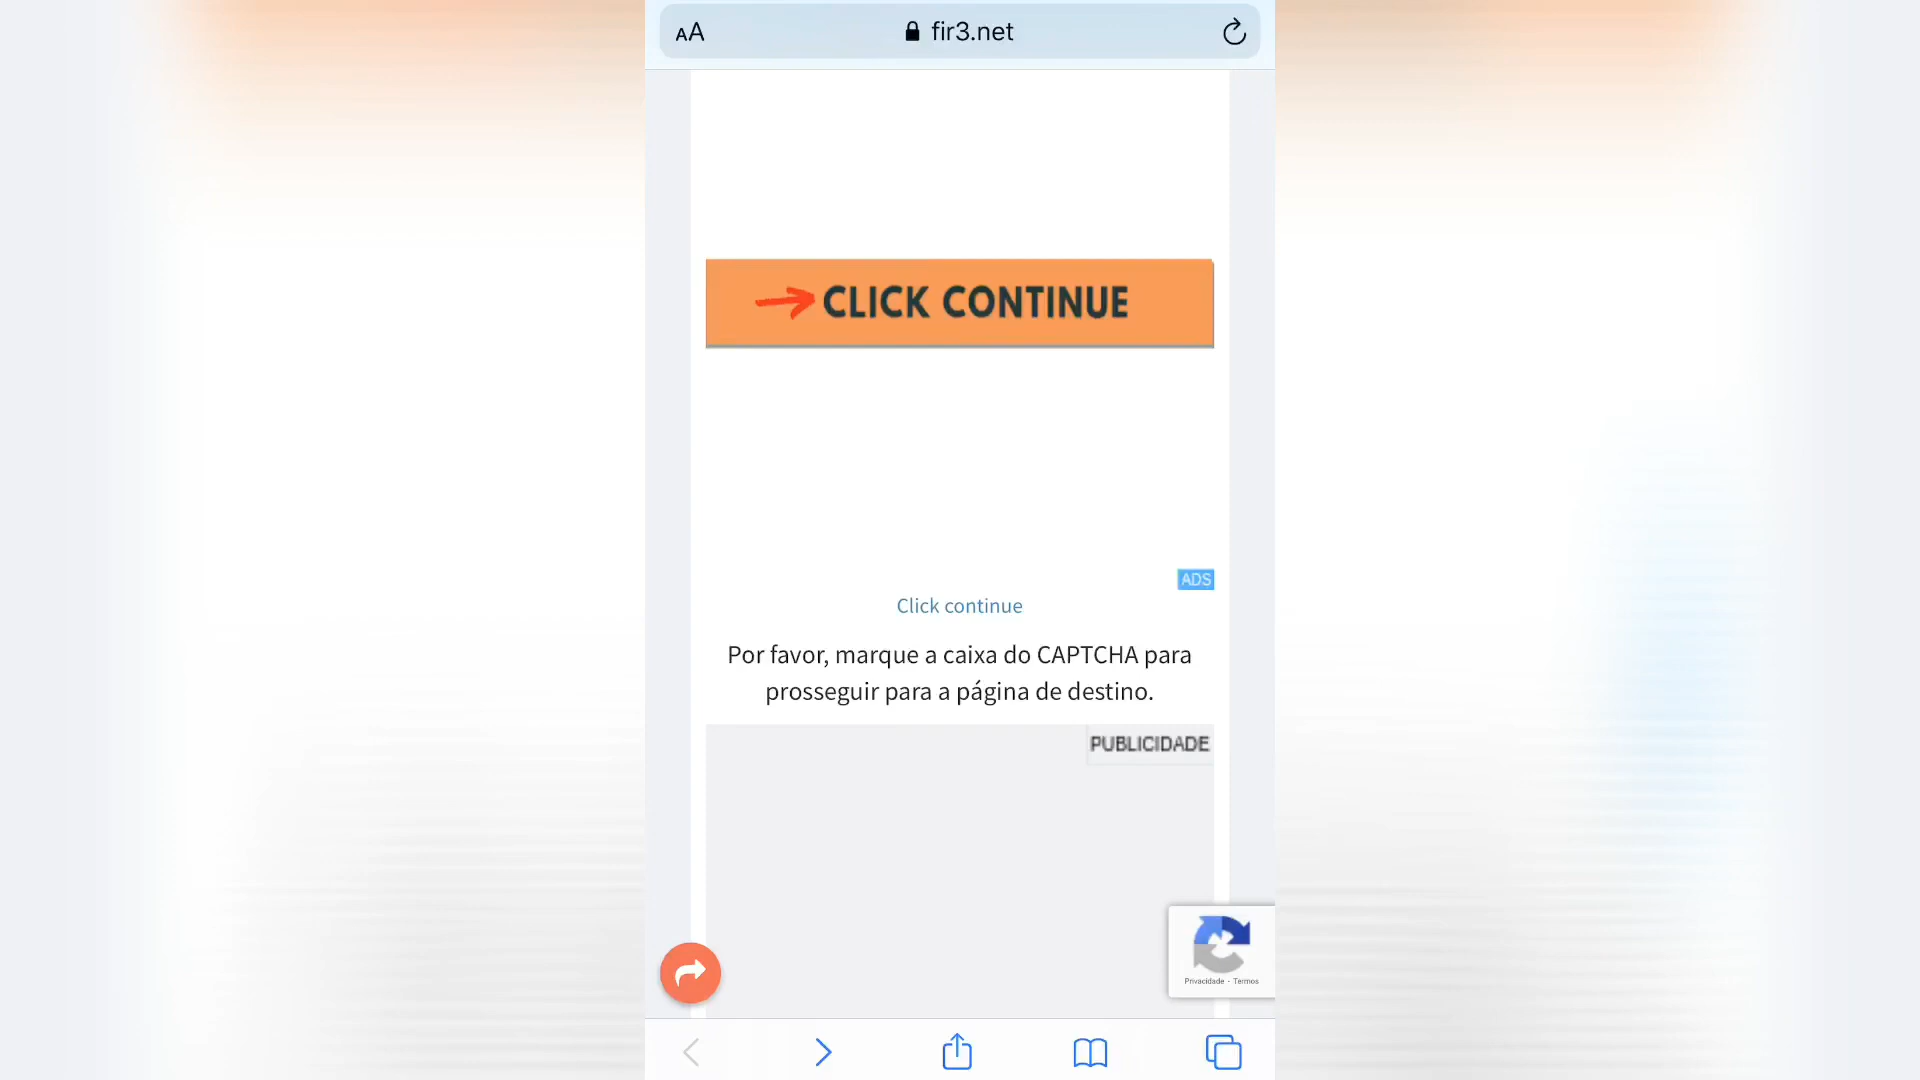 AA
fir3.net
CLICK CONTINUE
ADS
Click continue
Por favor, marque a caixa do CAPTCHA para
prosseguir para a página de destino.
PUBLICIDADE
Privacidade - Termos